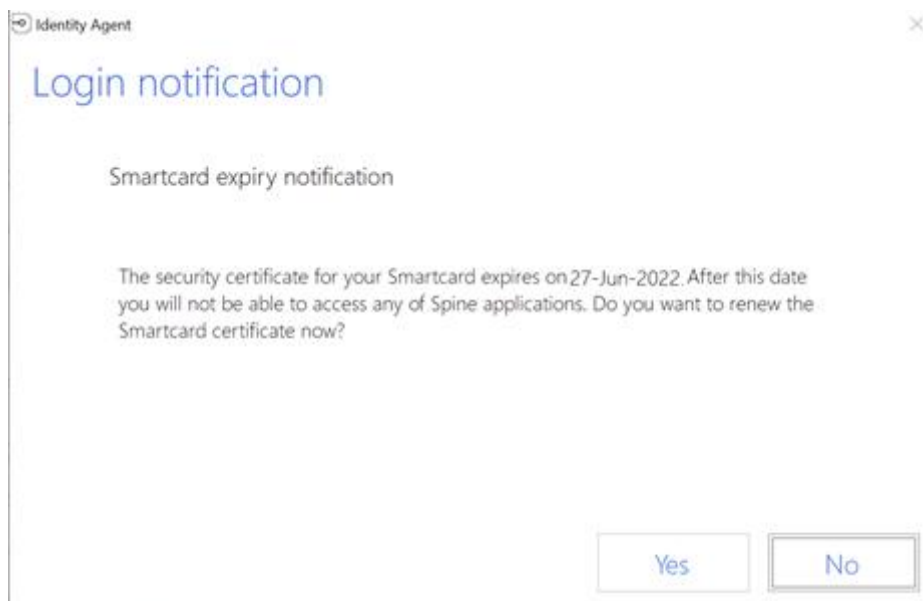 Identity Agent
Login notification
Smartcard expiry notification
The security certificate for your Smartcard expires on 27-Jun-2022. After this date
you will not be able to access any of Spine applications. Do you want to renew the
Smartcard certificate now?
Yes No